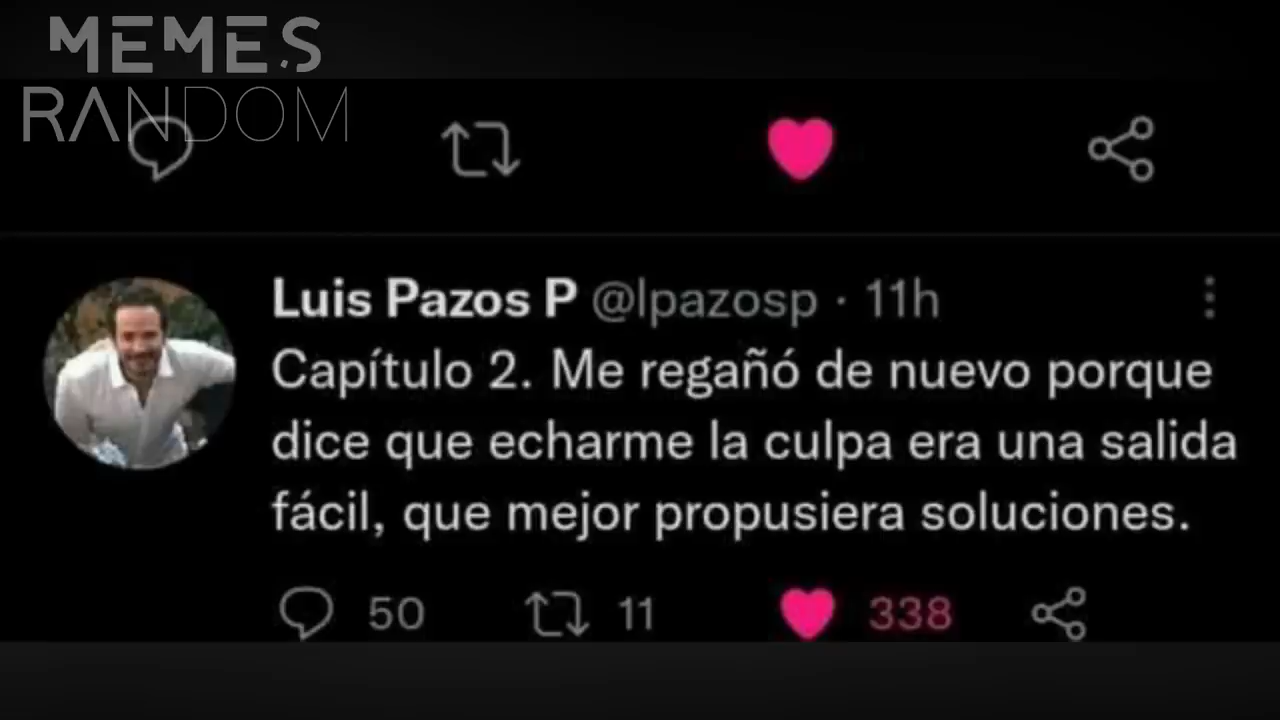 MEMES
RANDOM
Luis Pazos P @lpazosp · 11h
Capítulo 2. Me regañó de nuevo porque
dice que echarme la culpa era una salida
fácil, que mejor propusiera soluciones.
50 11 338